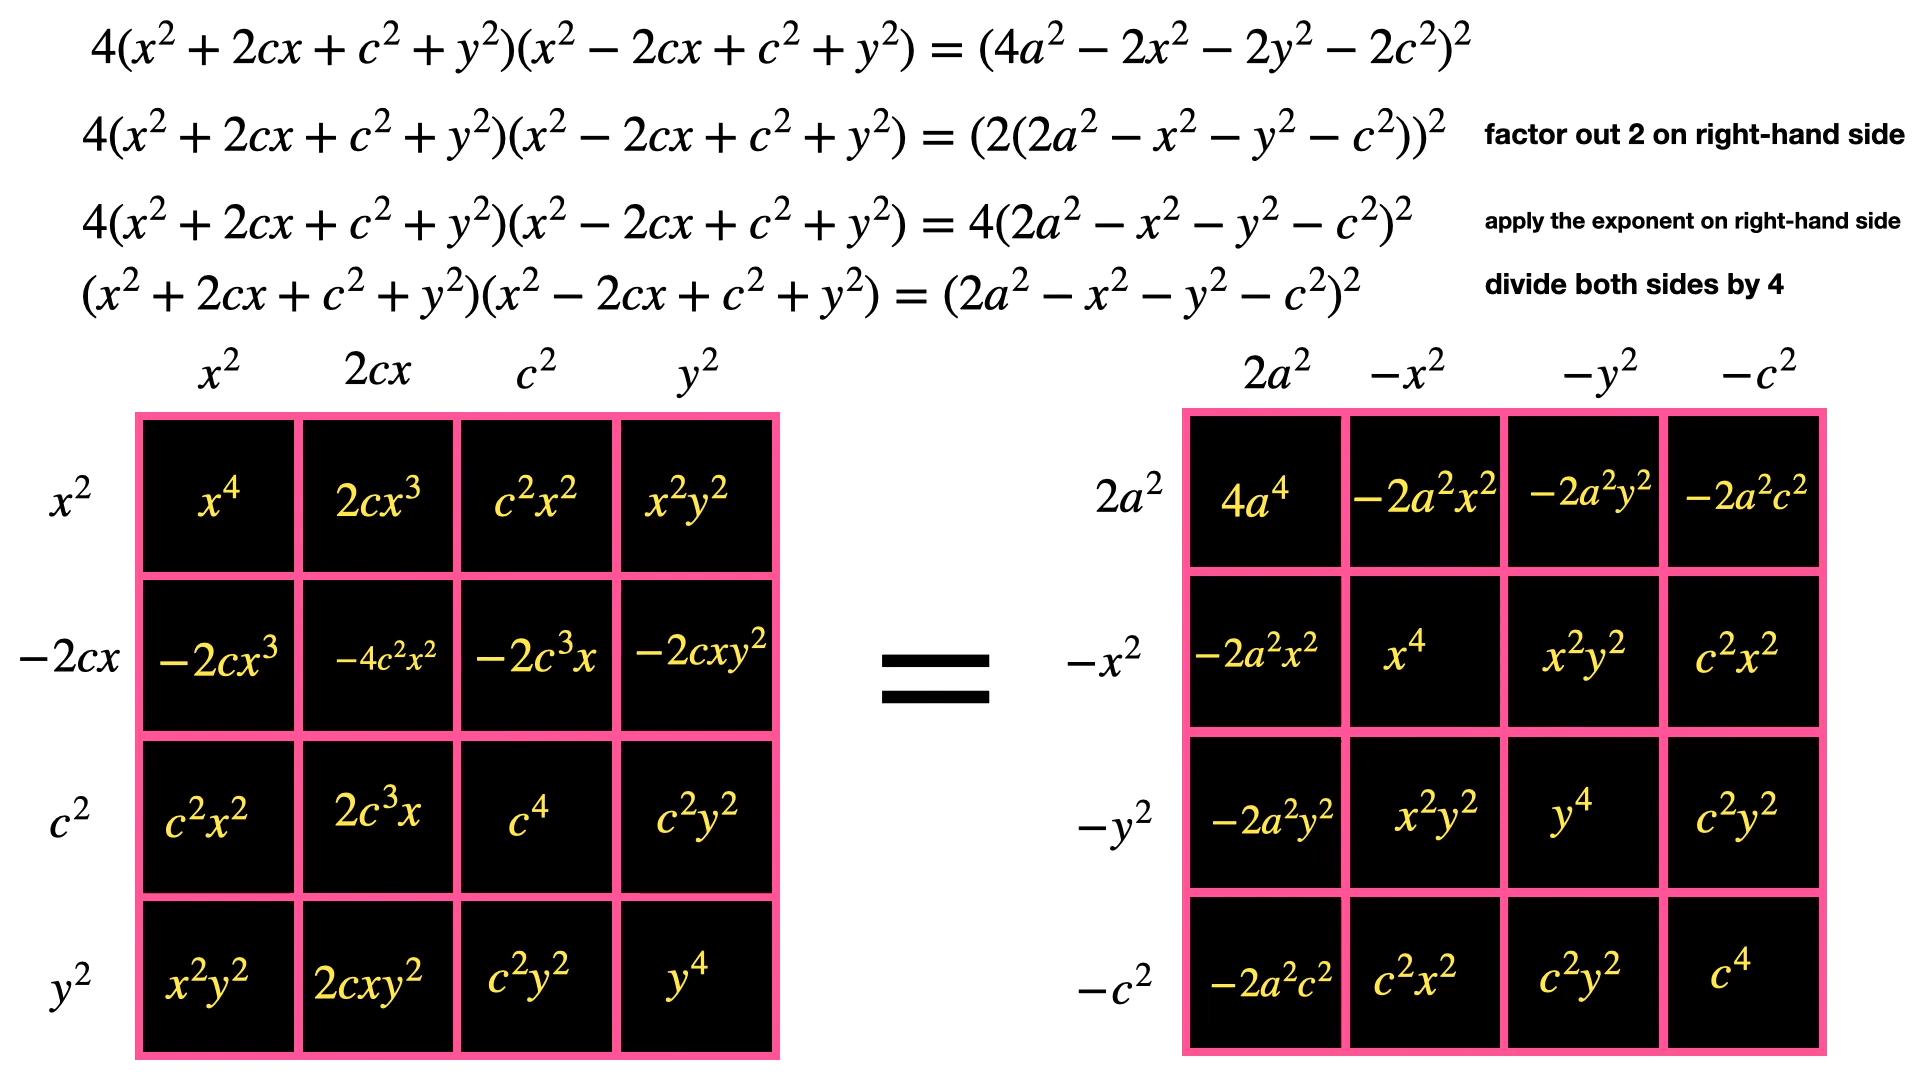 4(x² + 2cx + c² + y²)(x² − 2cx + c² + y²) = (4a² − 2x² − 2y² − 2c²)²
4(x² + 2cx + c² + y²)(x² − 2cx + c² + y²) = (2(2a² − x² − y² − c²))² factor out 2 on right-hand side
4(x² + 2cx + c² + y²)(x² − 2cx + c² + y²) = 4(2a² − x² − y² − c²)² apply the exponent on right-hand side
(x² + 2cx + c² + y²)(x² − 2cx + c² + y²) = (2a² − x² − y² − c²)² divide both sides by 4
x² 2cx c² y²
x² x⁴ 2cx³ c²x² x²y²
−2cx −2cx³ −4c²x² −2c³x −2cxy²
c² c²x² 2c³x c⁴ c²y²
y² x²y² 2cxy² c²y² y⁴
=
2a² −x² −y² −c²
2a² 4a⁴ −2a²x² −2a²y² −2a²c²
−x² −2a²x² x⁴ x²y² c²x²
−y² −2a²y² x²y² y⁴ c²y²
−c² −2a²c² c²x² c²y² c⁴